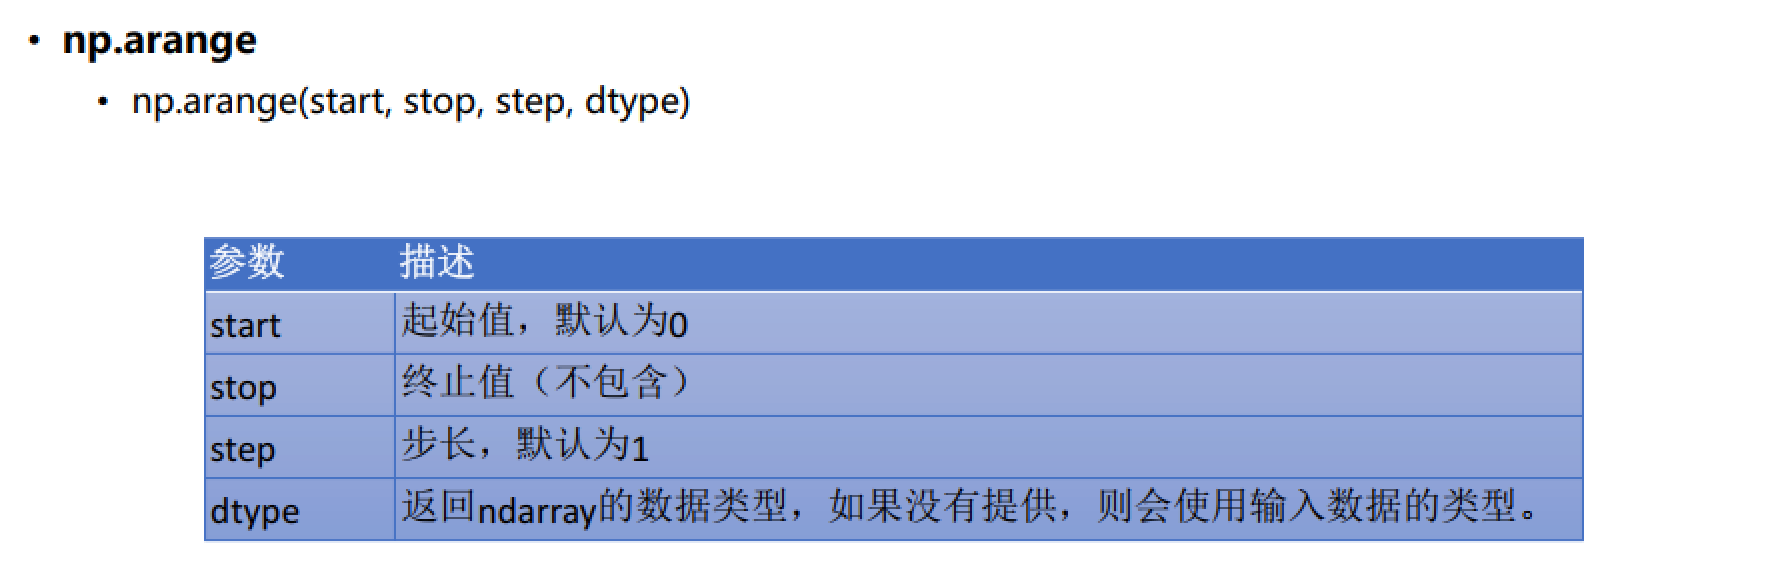 • np.arange
• np.arange(start, stop, step, dtype)
参数 描述
start 起始值，默认为0
stop 终止值（不包含）
step 步长，默认为1
dtype 返回ndarray的数据类型，如果没有提供，则会使用输入数据的类型。